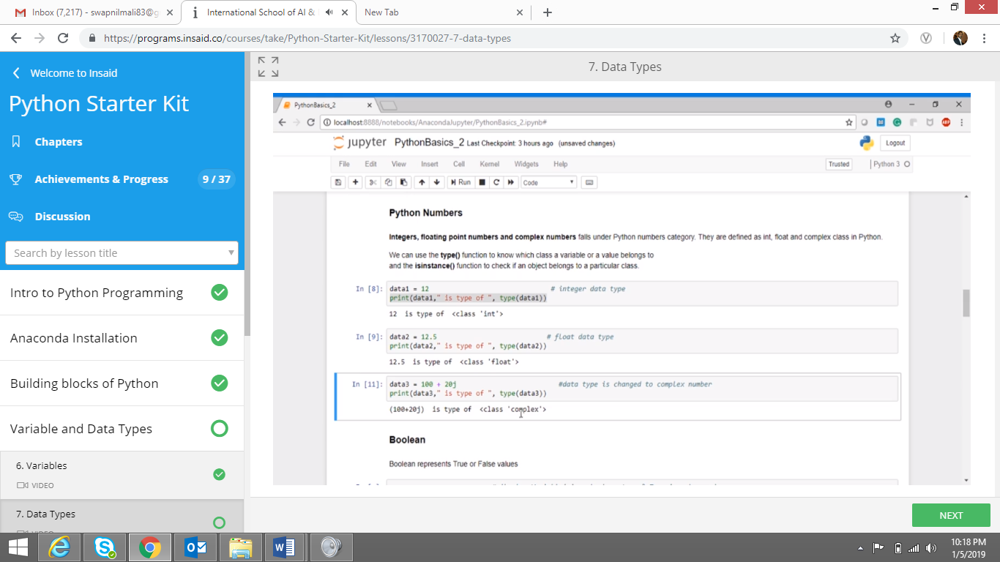 Inbox (7,217) - swapnilmali83@g
International School of AI &
New Tab
https://programs.insaid.co/courses/take/Python-Starter-Kit/lessons/3170027-7-data-types
Welcome to Insaid
Python Starter Kit
Chapters
Achievements & Progress 9 / 37
Discussion
Search by lesson title
Intro to Python Programming
Anaconda Installation
Building blocks of Python
Variable and Data Types
6. Variables
VIDEO
7. Data Types
VIDEO
7. Data Types
PythonBasics_2
localhost:8888/notebooks/AnacondaJupyter/PythonBasics_2.ipynb#
ABP
jupyter PythonBasics_2 Last Checkpoint: 3 hours ago (unsaved changes)
Logout
File Edit View Insert Cell Kernel Widgets Help
Trusted
Python 3
Run
Code
Python Numbers
Integers, floating point numbers and complex numbers falls under Python numbers category. They are defined as int, float and complex class in Python.
We can use the type() function to know which class a variable or a value belongs to
and the isinstance() function to check if an object belongs to a particular class.
In [8]: data1 = 12 # integer data type
print(data1," is type of ", type(data1))
12 is type of <class 'int'>
In [9]: data2 = 12.5 # float data type
print(data2," is type of ", type(data2))
12.5 is type of <class 'float'>
In [11]: data3 = 100 + 20j #data type is changed to complex number
print(data3," is type of ", type(data3))
(100+20j) is type of <class 'complex'>
Boolean
Boolean represents True or False values
NEXT
10:18 PM
1/5/2019